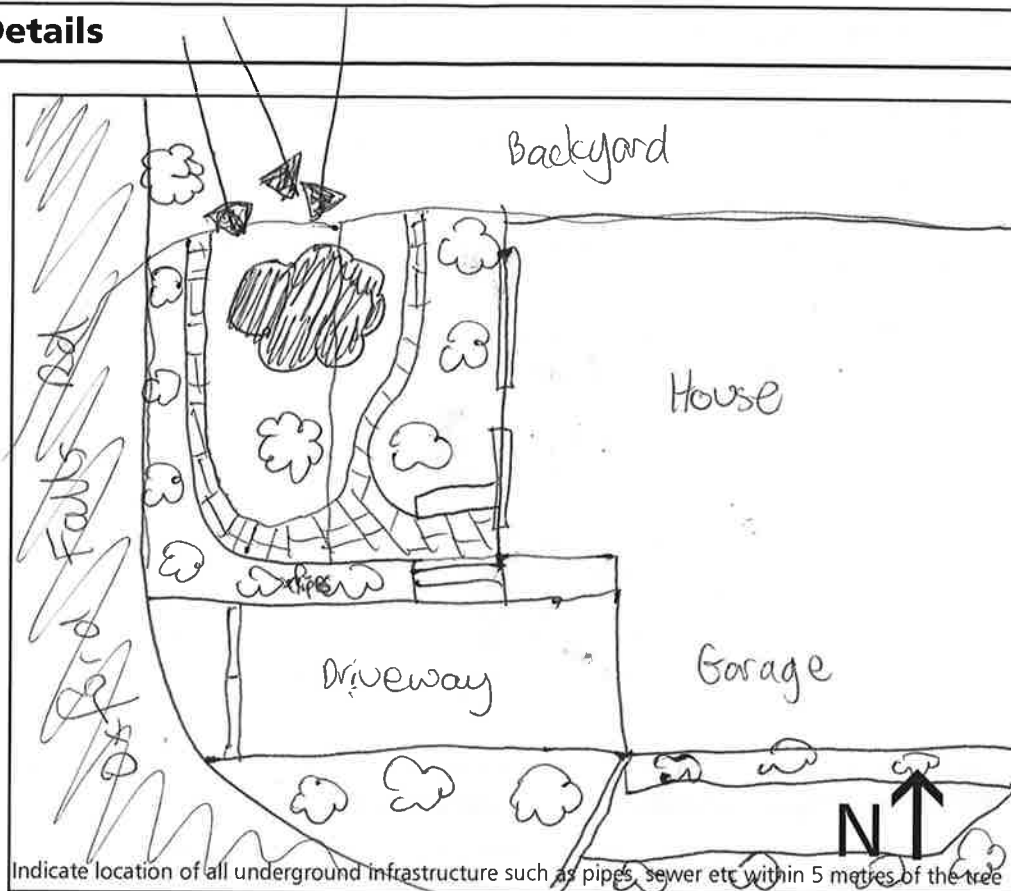 Details
Backyard
House
Pipes
Driveway
Garage
N
Indicate location of all underground infrastructure such as pipes, sewer etc within 5 metres of the tree